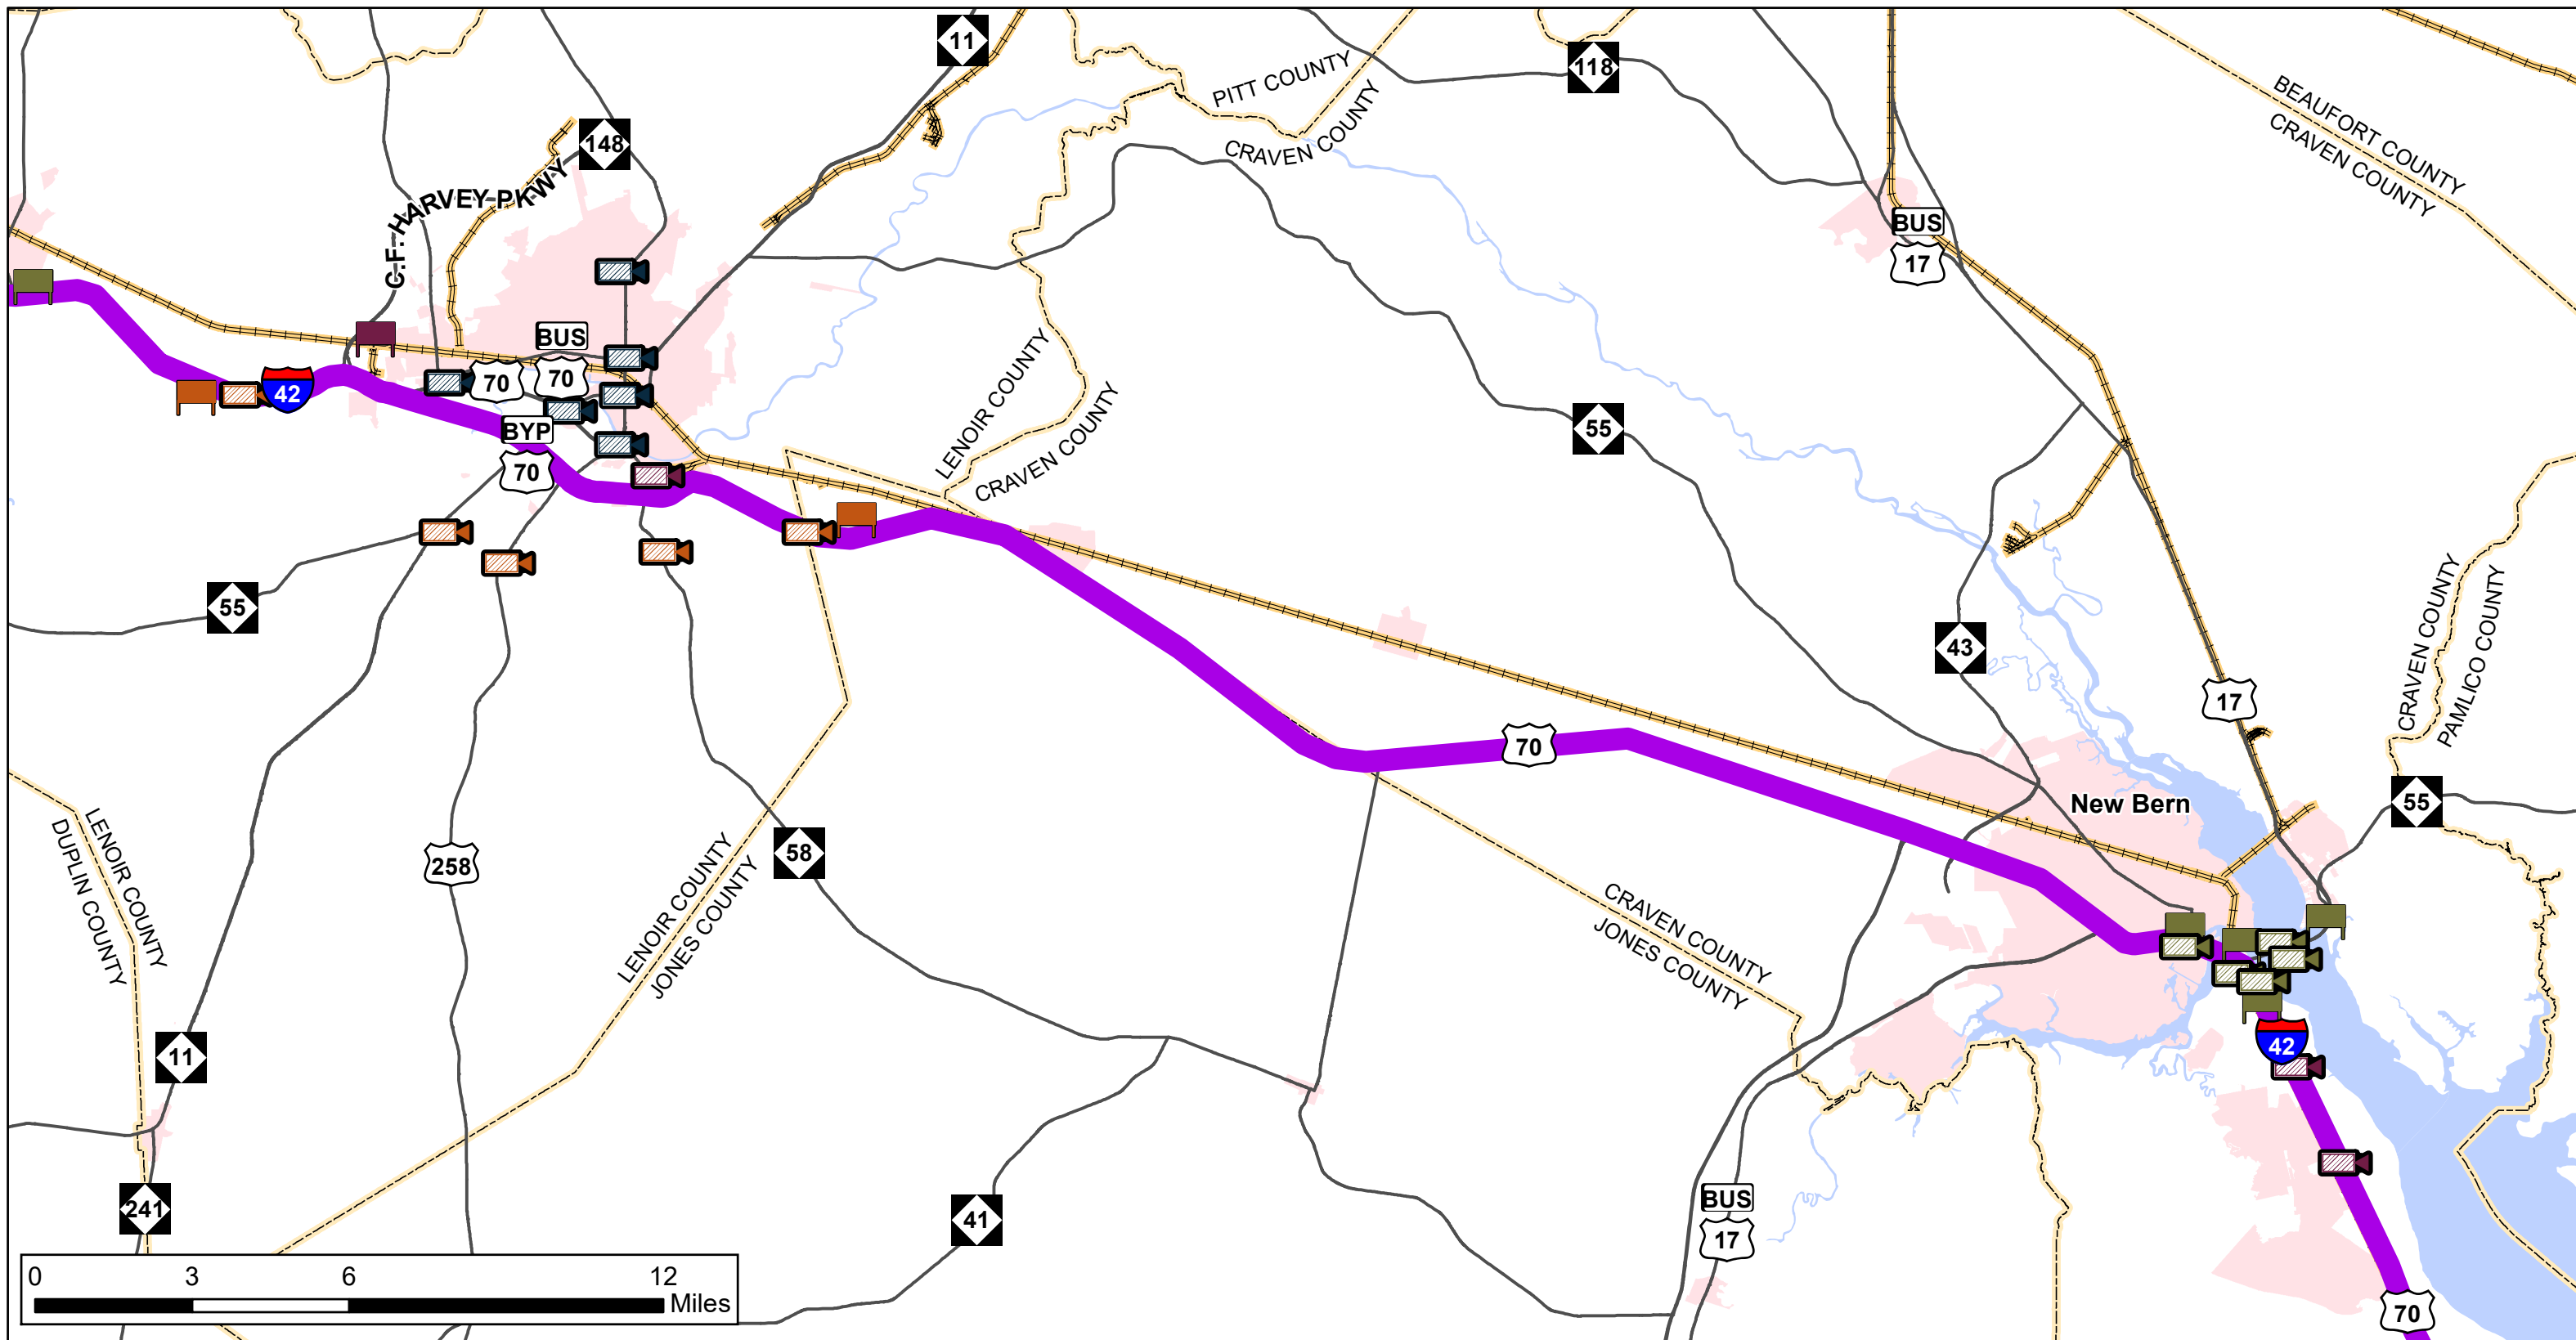 11
118
PITT COUNTY
CRAVEN COUNTY
BEAUFORT COUNTY
CRAVEN COUNTY
148
C.F. HARVEY PKWY
BUS
17
BUS
70
70
42
BYP
70
LENOIR COUNTY
CRAVEN COUNTY
55
55
43
CRAVEN COUNTY
PAMLICO COUNTY
17
70
New Bern
55
LENOIR COUNTY
DUPLIN COUNTY
258
58
LENOIR COUNTY
JONES COUNTY
CRAVEN COUNTY
JONES COUNTY
11
42
241
41
BUS
17
70
0 3 6 12
Miles